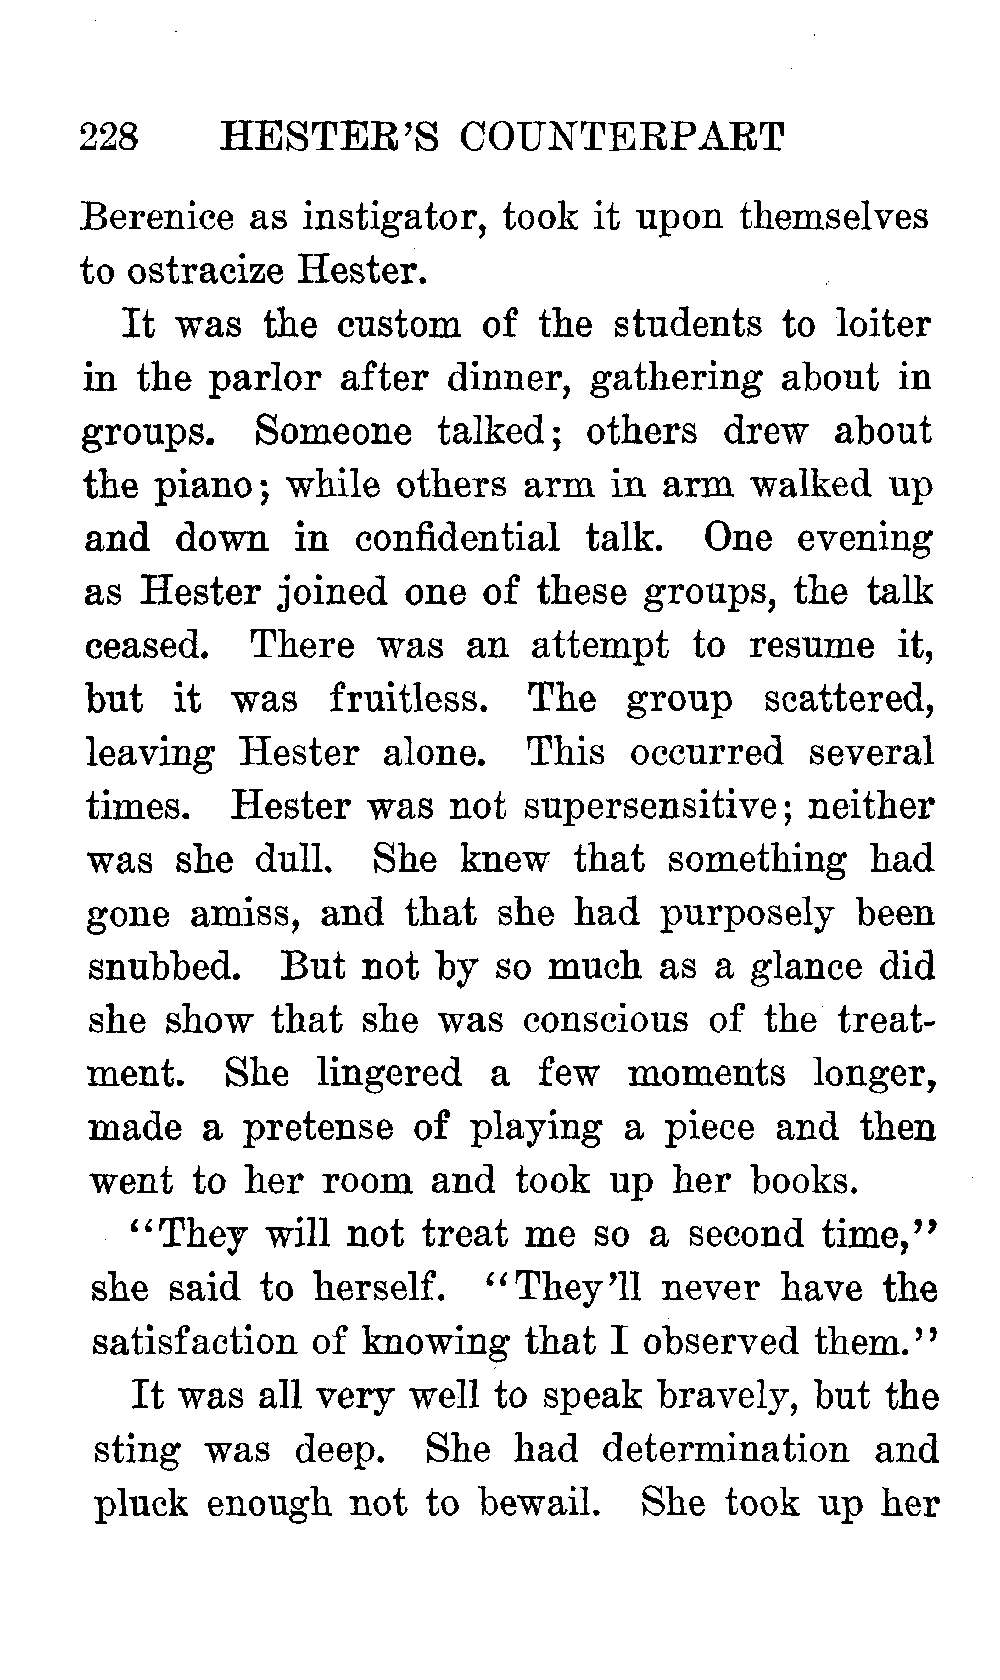 228 HESTER'S COUNTERPART
Berenice as instigator, took it upon themselves
to ostracize Hester.
It was the custom of the students to loiter
in the parlor after dinner, gathering about in
groups. Someone talked; others drew about
the piano; while others arm in arm walked up
and down in confidential talk. One evening
as Hester joined one of these groups, the talk
ceased. There was an attempt to resume it,
but it was fruitless. The group scattered,
leaving Hester alone. This occurred several
times. Hester was not supersensitive; neither
was she dull. She knew that something had
gone amiss, and that she had purposely been
snubbed. But not by so much as a glance did
she show that she was conscious of the treat-
ment. She lingered a few moments longer,
made a pretense of playing a piece and then
went to her room and took up her books.
"They will not treat me so a second time,"
she said to herself. "They'll never have the
satisfaction of knowing that I observed them."
It was all very well to speak bravely, but the
sting was deep. She had determination and
pluck enough not to bewail. She took up her